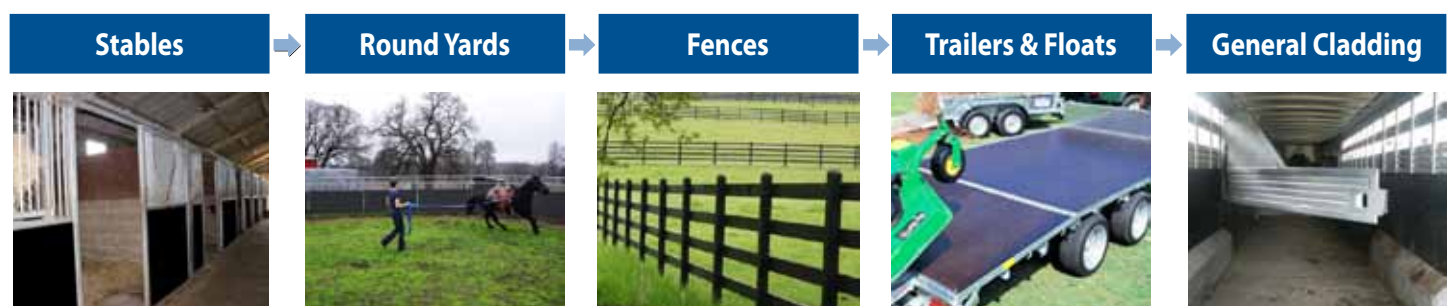 Stables
Round Yards
Fences
Trailers & Floats
General Cladding